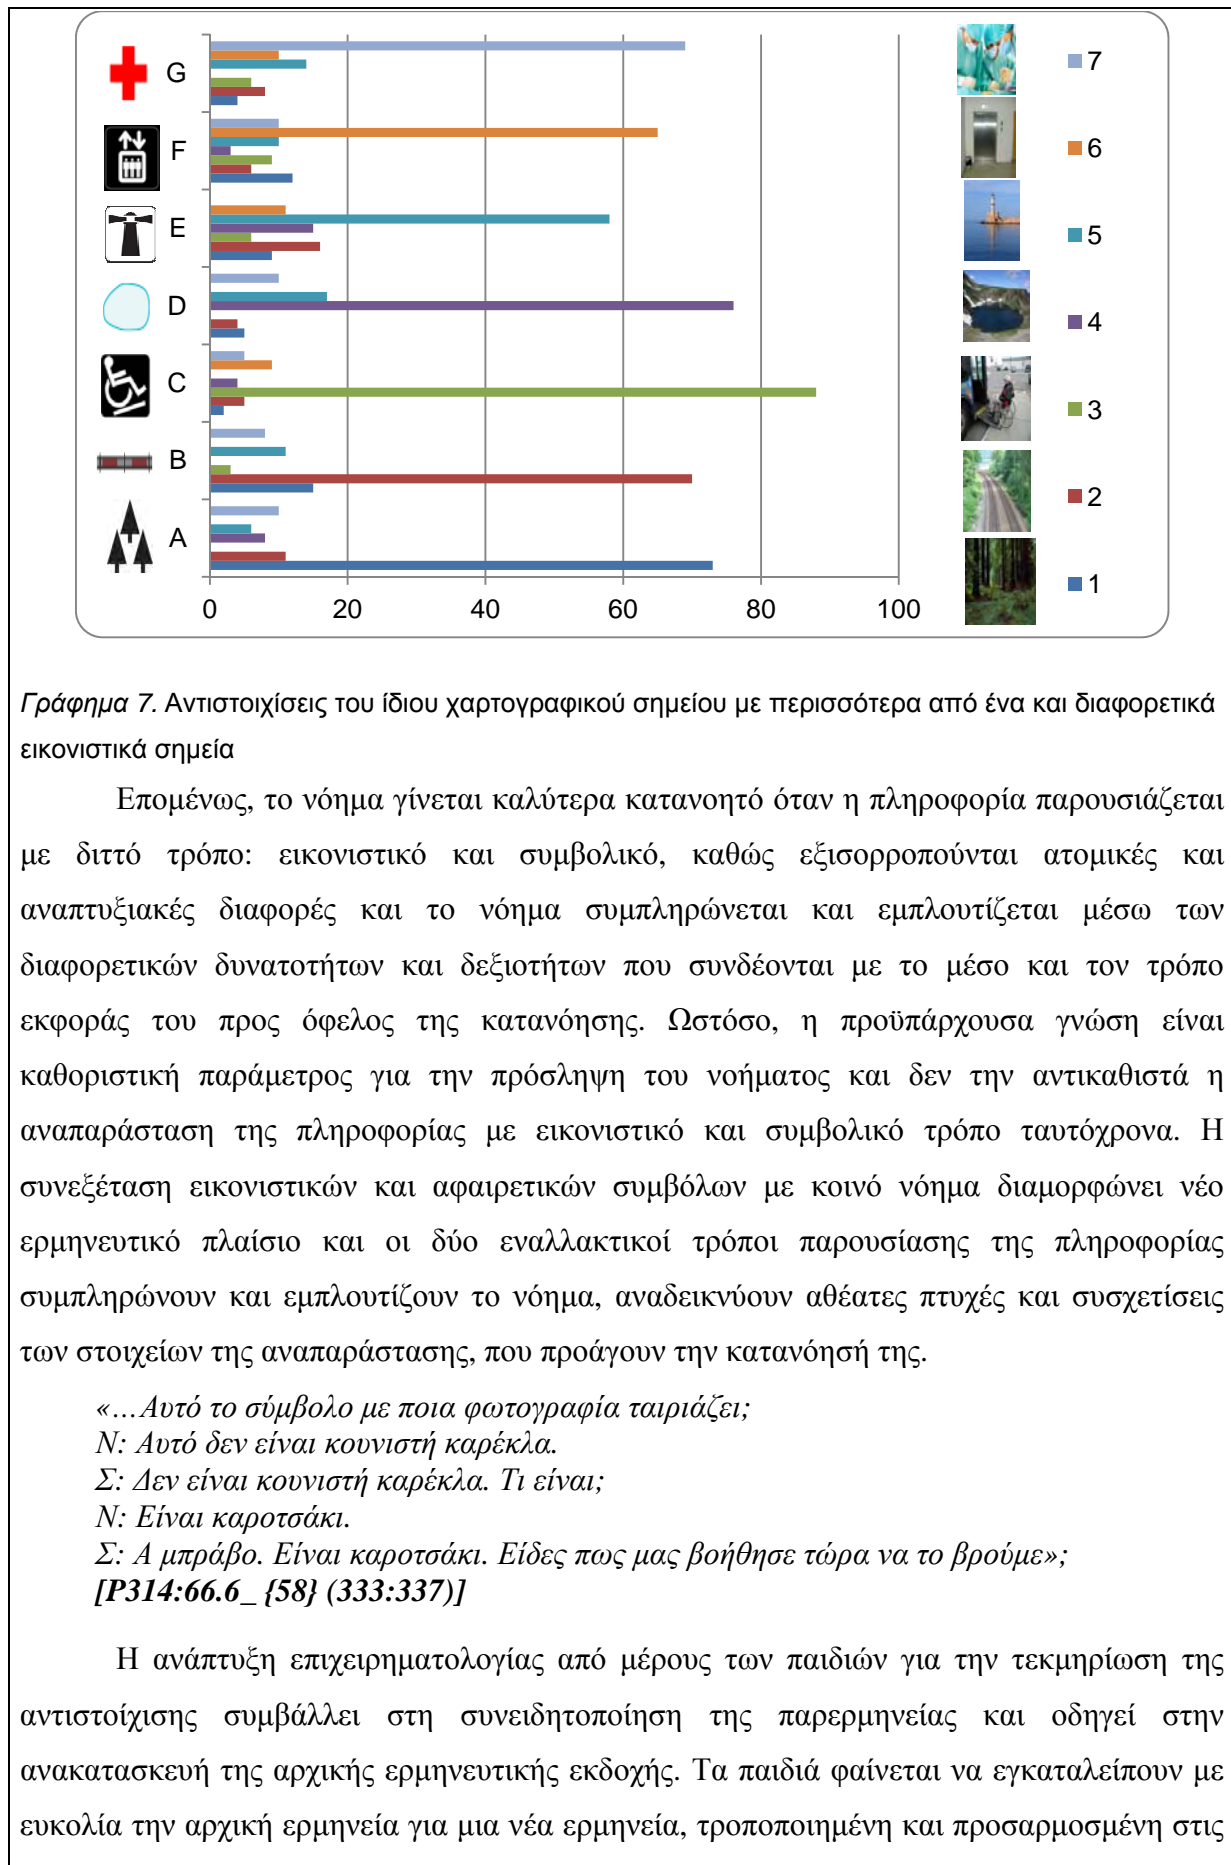 G
F
E
D
C
B
A
0 20 40 60 80 100
7
6
5
4
3
2
1
Γράφημα 7. Αντιστοιχίσεις του ίδιου χαρτογραφικού σημείου με περισσότερα από ένα και διαφορετικά
εικονιστικά σημεία
Επομένως, το νόημα γίνεται καλύτερα κατανοητό όταν η πληροφορία παρουσιάζεται
με διττό τρόπο: εικονιστικό και συμβολικό, καθώς εξισορροπούνται ατομικές και
αναπτυξιακές διαφορές και το νόημα συμπληρώνεται και εμπλουτίζεται μέσω των
διαφορετικών δυνατοτήτων και δεξιοτήτων που συνδέονται με το μέσο και τον τρόπο
εκφοράς του προς όφελος της κατανόησης. Ωστόσο, η προϋπάρχουσα γνώση είναι
καθοριστική παράμετρος για την πρόσληψη του νοήματος και δεν την αντικαθιστά η
αναπαράσταση της πληροφορίας με εικονιστικό και συμβολικό τρόπο ταυτόχρονα. Η
συνεξέταση εικονιστικών και αφαιρετικών συμβόλων με κοινό νόημα διαμορφώνει νέο
ερμηνευτικό πλαίσιο και οι δύο εναλλακτικοί τρόποι παρουσίασης της πληροφορίας
συμπληρώνουν και εμπλουτίζουν το νόημα, αναδεικνύουν αθέατες πτυχές και συσχετίσεις
των στοιχείων της αναπαράστασης, που προάγουν την κατανόησή της.
«…Αυτό το σύμβολο με ποια φωτογραφία ταιριάζει;
Ν: Αυτό δεν είναι κουνιστή καρέκλα.
Σ: Δεν είναι κουνιστή καρέκλα. Τι είναι;
Ν: Είναι καροτσάκι.
Σ: Α μπράβο. Είναι καροτσάκι. Είδες πως μας βοήθησε τώρα να το βρούμε»;
[P314:66.6_ {58} (333:337)]
Η ανάπτυξη επιχειρηματολογίας από μέρους των παιδιών για την τεκμηρίωση της
αντιστοίχισης συμβάλλει στη συνειδητοποίηση της παρερμηνείας και οδηγεί στην
ανακατασκευή της αρχικής ερμηνευτικής εκδοχής. Τα παιδιά φαίνεται να εγκαταλείπουν με
ευκολία την αρχική ερμηνεία για μια νέα ερμηνεία, τροποποιημένη και προσαρμοσμένη στις